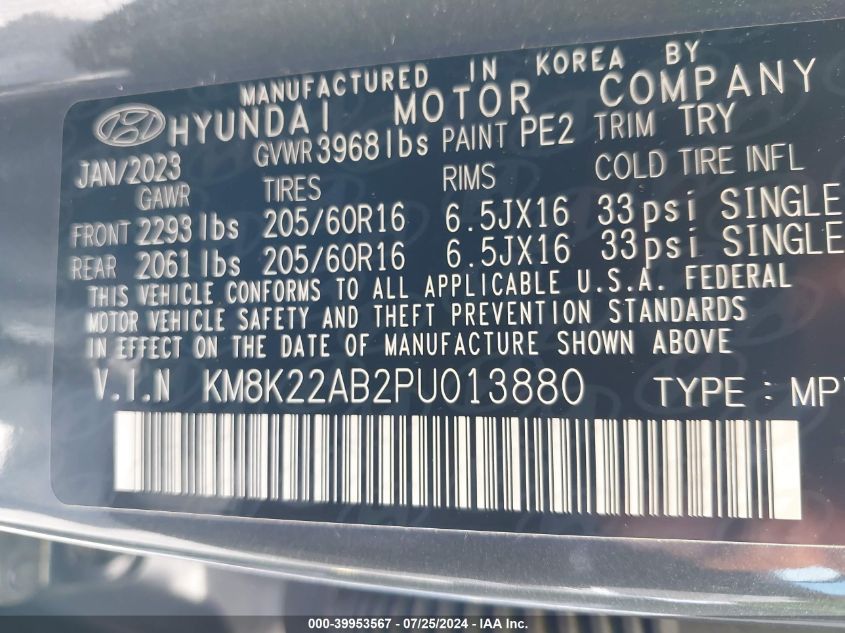 MANUFACTURED IN KOREA BY
HYUNDAI MOTOR COMPANY
JAN/2023 GVWR 3968 lbs PAINT PE2 TRIM TRY
GAWR TIRES RIMS COLD TIRE INFL
FRONT 2293 lbs 205/60R16 6.5JX16 33psi SINGLE
REAR 2061 lbs 205/60R16 6.5JX16 33psi SINGLE
THIS VEHICLE CONFORMS TO ALL APPLICABLE U.S.A. FEDERAL
MOTOR VEHICLE SAFETY AND THEFT PREVENTION STANDARDS
IN EFFECT ON THE DATE OF MANUFACTURE SHOWN ABOVE
V.I.N KM8K22AB2PU013880 TYPE : MPV
000-39953567 - 07/25/2024 - IAA Inc.